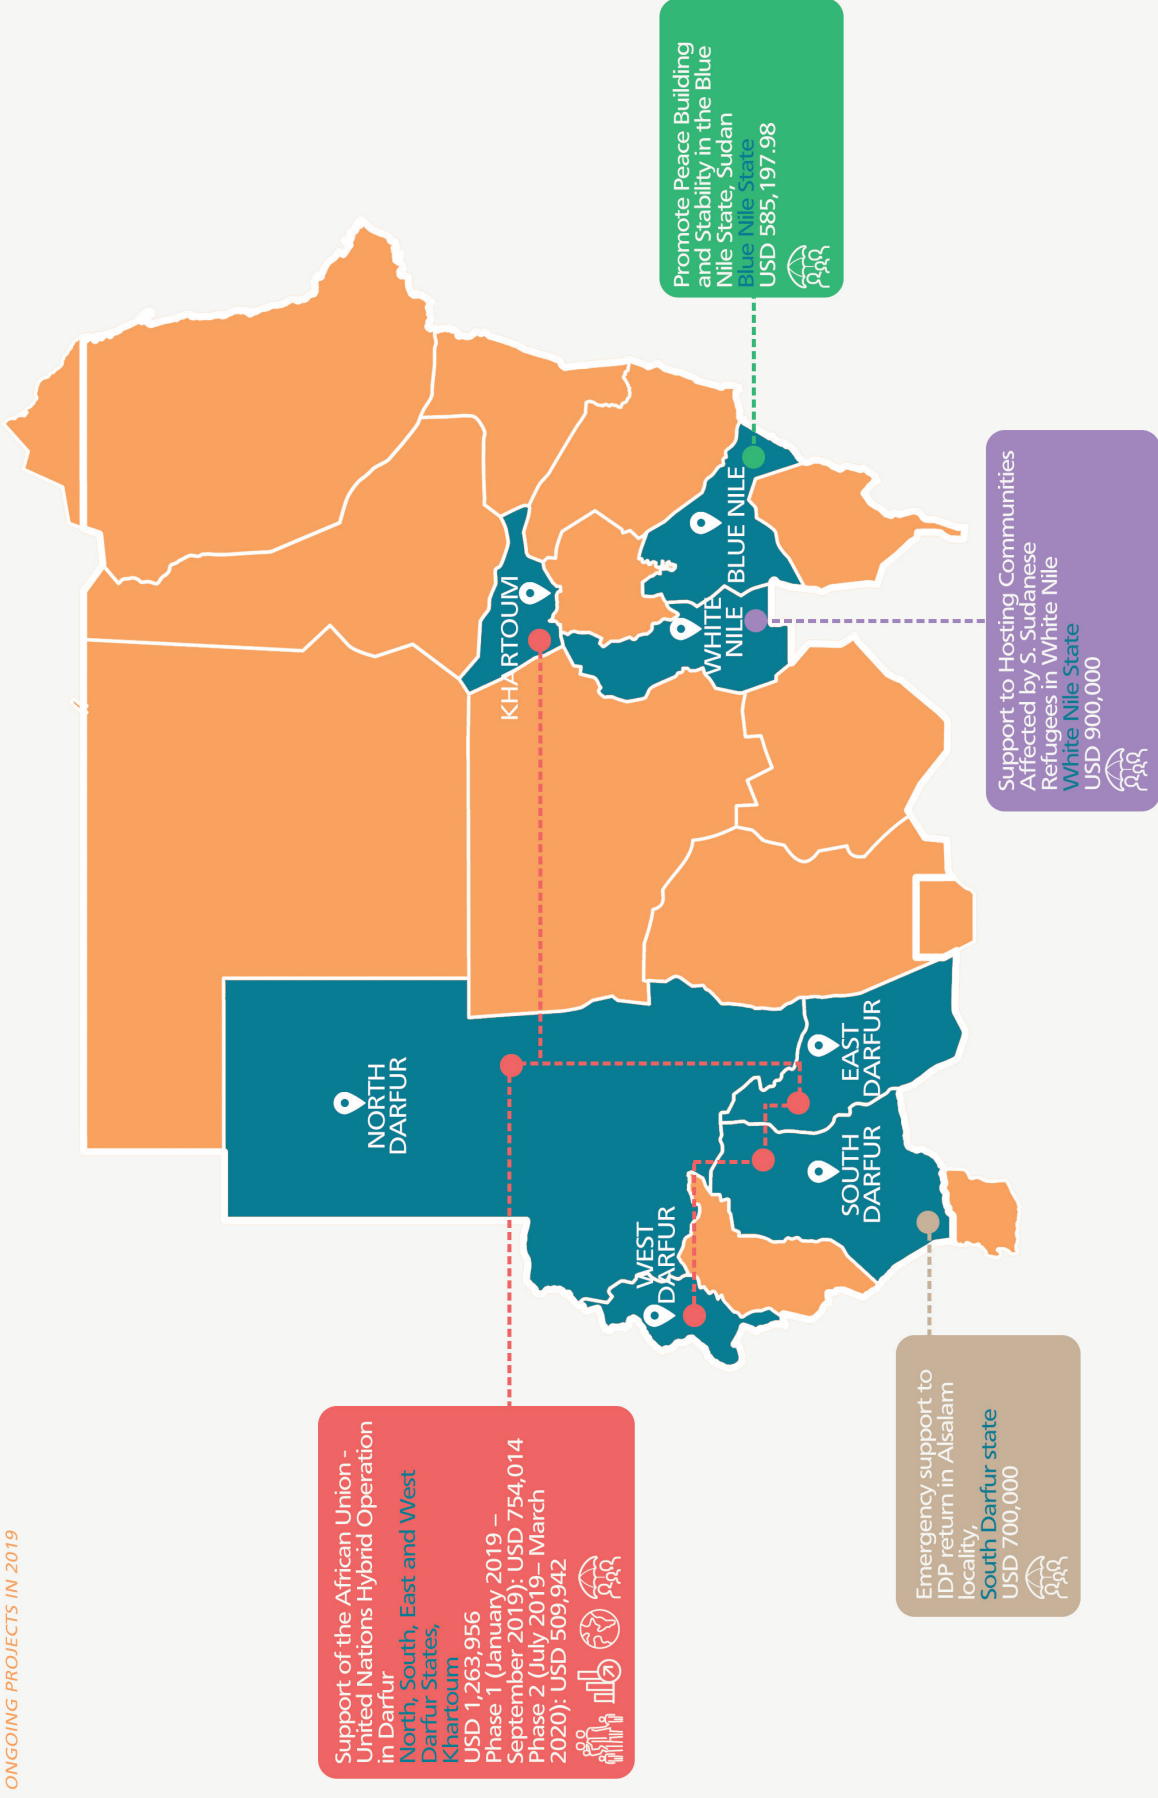 ONGOING PROJECTS IN 2019
Support of the African Union -
United Nations Hybrid Operation
in Darfur
North, South, East and West
Darfur States,
Khartoum
USD 1,263,956
Phase 1 (January 2019 –
September 2019): USD 754,014
Phase 2 (July 2019– March
2020): USD 509,942
NORTH
DARFUR
WEST
DARFUR
SOUTH
DARFUR
EAST
DARFUR
KHARTOUM
WHITE
NILE
BLUE NILE
Emergency support to
IDP return in Alsalam
locality,
South Darfur state
USD 700,000
Support to Hosting Communities
Affected by S. Sudanese
Refugees in White Nile
White Nile State
USD 900,000
Promote Peace Building
and Stability in the Blue
Nile State, Sudan
Blue Nile State
USD 585,197.98